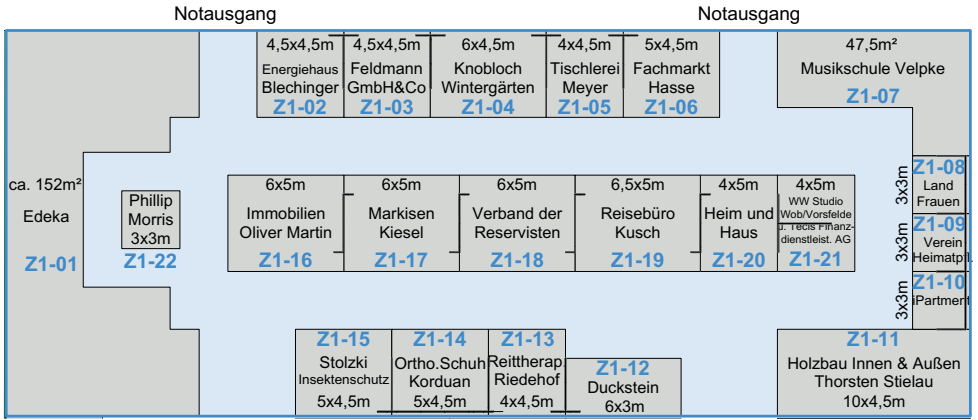 Notausgang
Notausgang
4,5x4,5m
Energiehaus
Blechinger
Z1-02
4,5x4,5m
Feldmann
GmbH&Co
Z1-03
6x4,5m
Knobloch
Wintergärten
Z1-04
4x4,5m
Tischlerei
Meyer
Z1-05
5x4,5m
Fachmarkt
Hasse
Z1-06
47,5m²
Musikschule Velpke
Z1-07
ca. 152m²
Edeka
Z1-01
Phillip
Morris
3x3m
Z1-22
6x5m
Immobilien
Oliver Martin
Z1-16
6x5m
Markisen
Kiesel
Z1-17
6x5m
Verband der
Reservisten
Z1-18
6,5x5m
Reisebüro
Kusch
Z1-19
4x5m
Heim und
Haus
Z1-20
4x5m
WW Studio
Wob/Vorsfelde
u. Tecis Finanz-
dienstleist. AG
Z1-21
3x3m
Z1-08
Land
Frauen
3x3m
Z1-09
Verein
Heimatpfl.
3x3m
Z1-10
iPartment
Z1-15
Stolzki
Insektenschutz
5x4,5m
Z1-14
Ortho.Schuh
Korduan
5x4,5m
Z1-13
Reittherap.
Riedehof
4x4,5m
Z1-12
Duckstein
6x3m
Z1-11
Holzbau Innen & Außen
Thorsten Stielau
10x4,5m